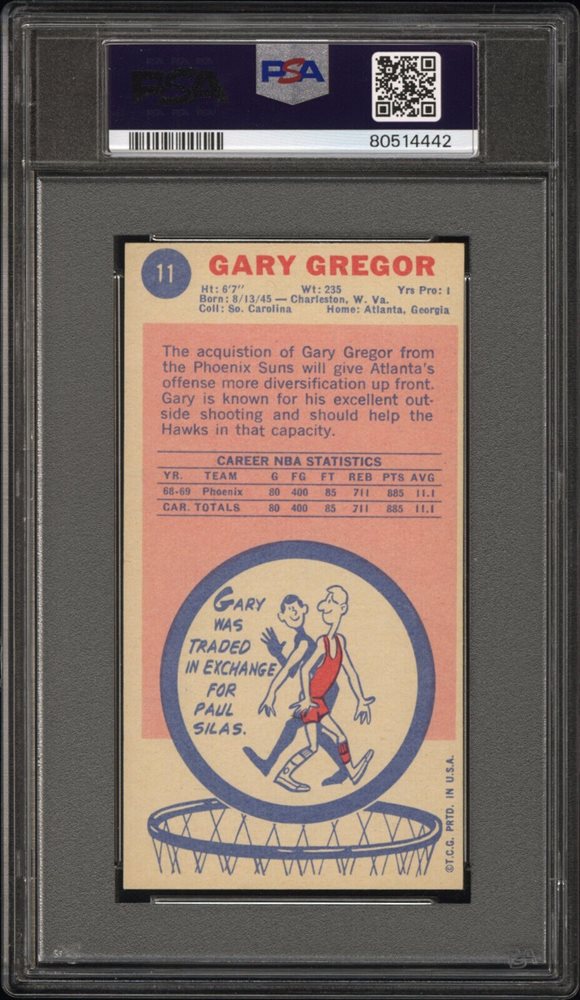 PSA
PSA
80514442
11
GARY GREGOR
Ht: 6'7" Wt: 235 Yrs Pro: 1
Born: 8/13/45 — Charleston, W. Va.
Coll: So. Carolina Home: Atlanta, Georgia
The acquistion of Gary Gregor from
the Phoenix Suns will give Atlanta's
offense more diversification up front.
Gary is known for his excellent out-
side shooting and should help the
Hawks in that capacity.
CAREER NBA STATISTICS
YR. TEAM G FG FT REB PTS AVG
68-69 Phoenix 80 400 85 711 885 11.1
CAR. TOTALS 80 400 85 711 885 11.1
GARY
WAS
TRADED
IN EXCHANGE
FOR
PAUL
SILAS.
©T.C.G. PRTD. IN U.S.A.
PSA